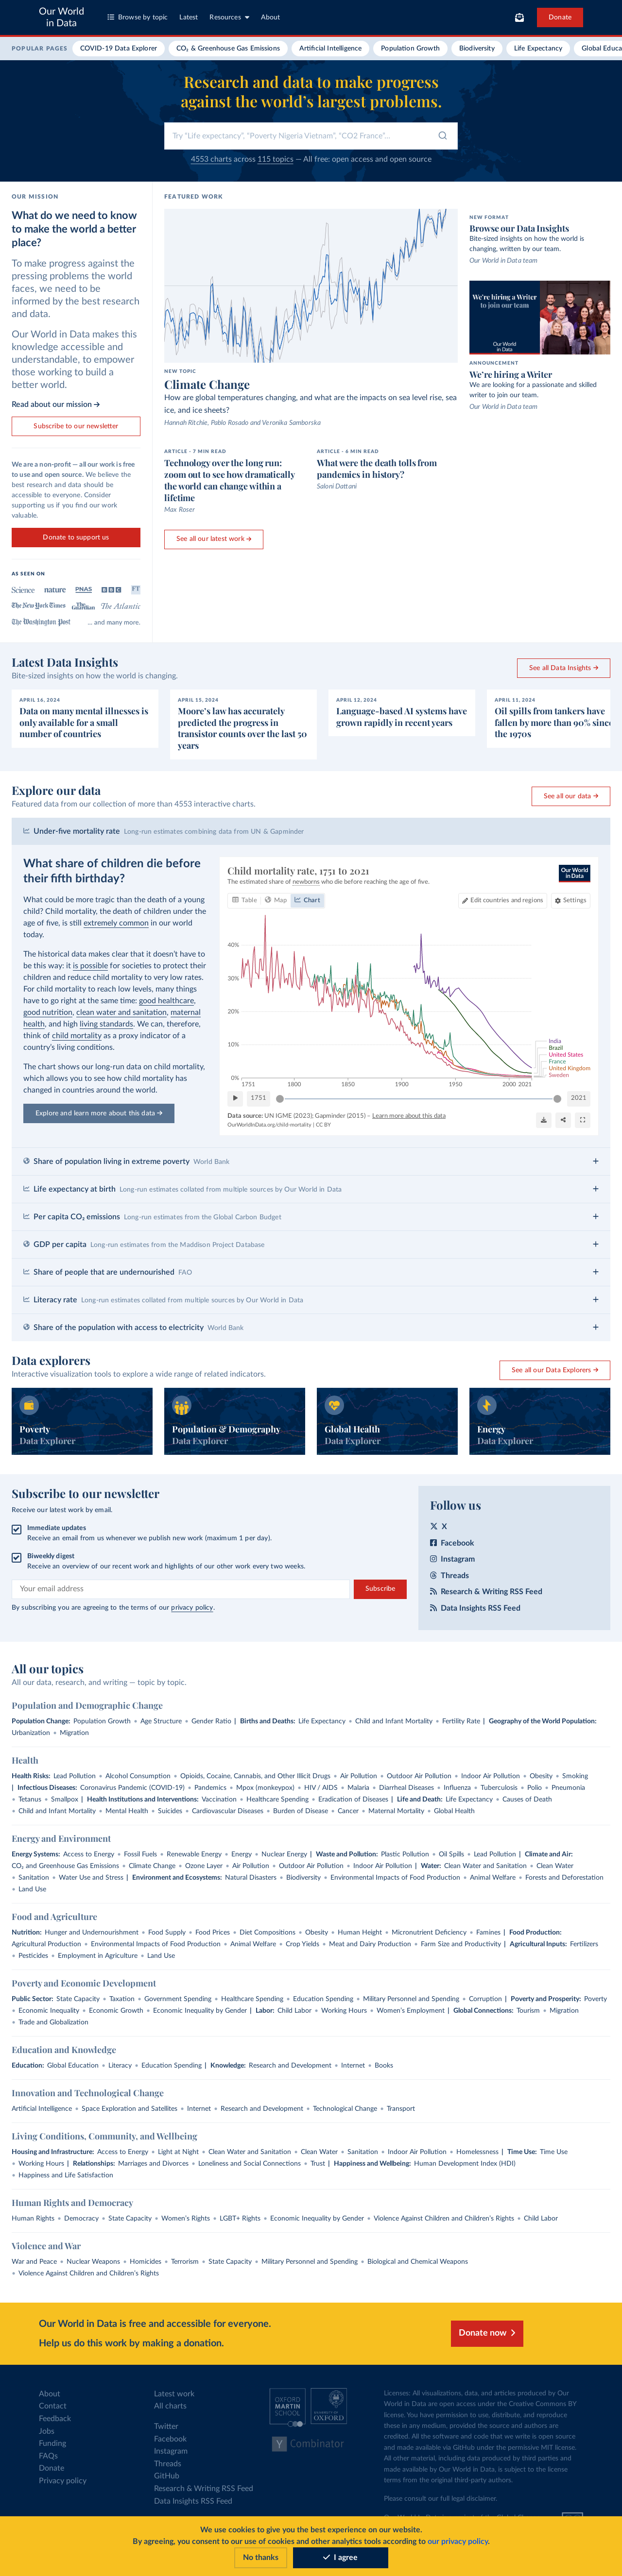 Our World
in Data
Browse by topic
Latest
Resources
About
Donate
POPULAR PAGES
COVID-19 Data Explorer
CO₂ & Greenhouse Gas Emissions
Artificial Intelligence
Population Growth
Biodiversity
Life Expectancy
Global Educa
Research and data to make progress
against the world's largest problems.
Try "Life expectancy", "Poverty Nigeria Vietnam", "CO2 France"...
4553 charts across 115 topics — All free: open access and open source
OUR MISSION
What do we need to know
to make the world a better
place?
To make progress against the
pressing problems the world
faces, we need to be
informed by the best research
and data.
Our World in Data makes this
knowledge accessible and
understandable, to empower
those working to build a
better world.
Read about our mission →
Subscribe to our newsletter
We are a non-profit — all our work is free
to use and open source. We believe the
best research and data should be
accessible to everyone. Consider
supporting us if you find our work
valuable.
Donate to support us
AS SEEN ON
Science nature PNAS BBC FT
The New York Times The Guardian The Atlantic
The Washington Post ... and many more.
FEATURED WORK
NEW TOPIC
Climate Change
How are global temperatures changing, and what are the impacts on sea level rise, sea
ice, and ice sheets?
Hannah Ritchie, Pablo Rosado and Veronika Samborska
ARTICLE - 7 MIN READ
Technology over the long run:
zoom out to see how dramatically
the world can change within a
lifetime
Max Roser
ARTICLE - 6 MIN READ
What were the death tolls from
pandemics in history?
Saloni Dattani
See all our latest work →
NEW FORMAT
Browse our Data Insights
Bite-sized insights on how the world is
changing, written by our team.
Our World in Data team
We're hiring a Writer
to join our team
Our World
in Data
ANNOUNCEMENT
We're hiring a Writer
We are looking for a passionate and skilled
writer to join our team.
Our World in Data team
Latest Data Insights
Bite-sized insights on how the world is changing.
See all Data Insights →
APRIL 16, 2024
Data on many mental illnesses is
only available for a small
number of countries
APRIL 15, 2024
Moore's law has accurately
predicted the progress in
transistor counts over the last 50
years
APRIL 12, 2024
Language-based AI systems have
grown rapidly in recent years
APRIL 11, 2024
Oil spills from tankers have
fallen by more than 90% since
the 1970s
Explore our data
Featured data from our collection of more than 4553 interactive charts.
See all our data →
Under-five mortality rate Long-run estimates combining data from UN & Gapminder
What share of children die before
their fifth birthday?
What could be more tragic than the death of a young
child? Child mortality, the death of children under the
age of five, is still extremely common in our world
today.
The historical data makes clear that it doesn't have to
be this way: it is possible for societies to protect their
children and reduce child mortality to very low rates.
For child mortality to reach low levels, many things
have to go right at the same time: good healthcare,
good nutrition, clean water and sanitation, maternal
health, and high living standards. We can, therefore,
think of child mortality as a proxy indicator of a
country's living conditions.
The chart shows our long-run data on child mortality,
which allows you to see how child mortality has
changed in countries around the world.
Explore and learn more about this data →
Child mortality rate, 1751 to 2021
The estimated share of newborns who die before reaching the age of five.
Our World
in Data
Table
Map
Chart
Edit countries and regions
Settings
40%
30%
20%
10%
0%
1751
1800
1850
1900
1950
2000
2021
India
Brazil
United States
France
United Kingdom
Sweden
1751
2021
Data source: UN IGME (2023); Gapminder (2015) – Learn more about this data
OurWorldInData.org/child-mortality | CC BY
Share of population living in extreme poverty World Bank
Life expectancy at birth Long-run estimates collated from multiple sources by Our World in Data
Per capita CO₂ emissions Long-run estimates from the Global Carbon Budget
GDP per capita Long-run estimates from the Maddison Project Database
Share of people that are undernourished FAO
Literacy rate Long-run estimates collated from multiple sources by Our World in Data
Share of the population with access to electricity World Bank
Data explorers
Interactive visualization tools to explore a wide range of related indicators.
See all our Data Explorers →
Poverty
Data Explorer
Population & Demography
Data Explorer
Global Health
Data Explorer
Energy
Data Explorer
Subscribe to our newsletter
Receive our latest work by email.
Immediate updates
Receive an email from us whenever we publish new work (maximum 1 per day).
Biweekly digest
Receive an overview of our recent work and highlights of our other work every two weeks.
Your email address
Subscribe
By subscribing you are agreeing to the terms of our privacy policy.
Follow us
X
Facebook
Instagram
Threads
Research & Writing RSS Feed
Data Insights RSS Feed
All our topics
All our data, research, and writing — topic by topic.
Population and Demographic Change
Population Change: Population Growth • Age Structure • Gender Ratio | Births and Deaths: Life Expectancy • Child and Infant Mortality • Fertility Rate | Geography of the World Population:
Urbanization • Migration
Health
Health Risks: Lead Pollution • Alcohol Consumption • Opioids, Cocaine, Cannabis, and Other Illicit Drugs • Air Pollution • Outdoor Air Pollution • Indoor Air Pollution • Obesity • Smoking
| Infectious Diseases: Coronavirus Pandemic (COVID-19) • Pandemics • Mpox (monkeypox) • HIV / AIDS • Malaria • Diarrheal Diseases • Influenza • Tuberculosis • Polio • Pneumonia
• Tetanus • Smallpox | Health Institutions and Interventions: Vaccination • Healthcare Spending • Eradication of Diseases | Life and Death: Life Expectancy • Causes of Death
• Child and Infant Mortality • Mental Health • Suicides • Cardiovascular Diseases • Burden of Disease • Cancer • Maternal Mortality • Global Health
Energy and Environment
Energy Systems: Access to Energy • Fossil Fuels • Renewable Energy • Energy • Nuclear Energy | Waste and Pollution: Plastic Pollution • Oil Spills • Lead Pollution | Climate and Air:
CO₂ and Greenhouse Gas Emissions • Climate Change • Ozone Layer • Air Pollution • Outdoor Air Pollution • Indoor Air Pollution | Water: Clean Water and Sanitation • Clean Water
• Sanitation • Water Use and Stress | Environment and Ecosystems: Natural Disasters • Biodiversity • Environmental Impacts of Food Production • Animal Welfare • Forests and Deforestation
• Land Use
Food and Agriculture
Nutrition: Hunger and Undernourishment • Food Supply • Food Prices • Diet Compositions • Obesity • Human Height • Micronutrient Deficiency • Famines | Food Production:
Agricultural Production • Environmental Impacts of Food Production • Animal Welfare • Crop Yields • Meat and Dairy Production • Farm Size and Productivity | Agricultural Inputs: Fertilizers
• Pesticides • Employment in Agriculture • Land Use
Poverty and Economic Development
Public Sector: State Capacity • Taxation • Government Spending • Healthcare Spending • Education Spending • Military Personnel and Spending • Corruption | Poverty and Prosperity: Poverty
• Economic Inequality • Economic Growth • Economic Inequality by Gender | Labor: Child Labor • Working Hours • Women's Employment | Global Connections: Tourism • Migration
• Trade and Globalization
Education and Knowledge
Education: Global Education • Literacy • Education Spending | Knowledge: Research and Development • Internet • Books
Innovation and Technological Change
Artificial Intelligence • Space Exploration and Satellites • Internet • Research and Development • Technological Change • Transport
Living Conditions, Community, and Wellbeing
Housing and Infrastructure: Access to Energy • Light at Night • Clean Water and Sanitation • Clean Water • Sanitation • Indoor Air Pollution • Homelessness | Time Use: Time Use
• Working Hours | Relationships: Marriages and Divorces • Loneliness and Social Connections • Trust | Happiness and Wellbeing: Human Development Index (HDI)
• Happiness and Life Satisfaction
Human Rights and Democracy
Human Rights • Democracy • State Capacity • Women's Rights • LGBT+ Rights • Economic Inequality by Gender • Violence Against Children and Children's Rights • Child Labor
Violence and War
War and Peace • Nuclear Weapons • Homicides • Terrorism • State Capacity • Military Personnel and Spending • Biological and Chemical Weapons
• Violence Against Children and Children's Rights
Our World in Data is free and accessible for everyone.
Help us do this work by making a donation.
Donate now
About
Contact
Feedback
Jobs
Funding
FAQs
Donate
Privacy policy
Latest work
All charts
Twitter
Facebook
Instagram
Threads
GitHub
Research & Writing RSS Feed
Data Insights RSS Feed
OXFORD
MARTIN
SCHOOL
UNIVERSITY OF
OXFORD
Y Combinator
Licenses: All visualizations, data, and articles produced by Our
World in Data are open access under the Creative Commons BY
license. You have permission to use, distribute, and reproduce
these in any medium, provided the source and authors are
credited. All the software and code that we write is open source
and made available via GitHub under the permissive MIT license.
All other material, including data produced by third parties and
made available by Our World in Data, is subject to the license
terms from the original third-party authors.
Please consult our full legal disclaimer.
We use cookies to give you the best experience on our website.
By agreeing, you consent to our use of cookies and other analytics tools according to our privacy policy.
No thanks
I agree